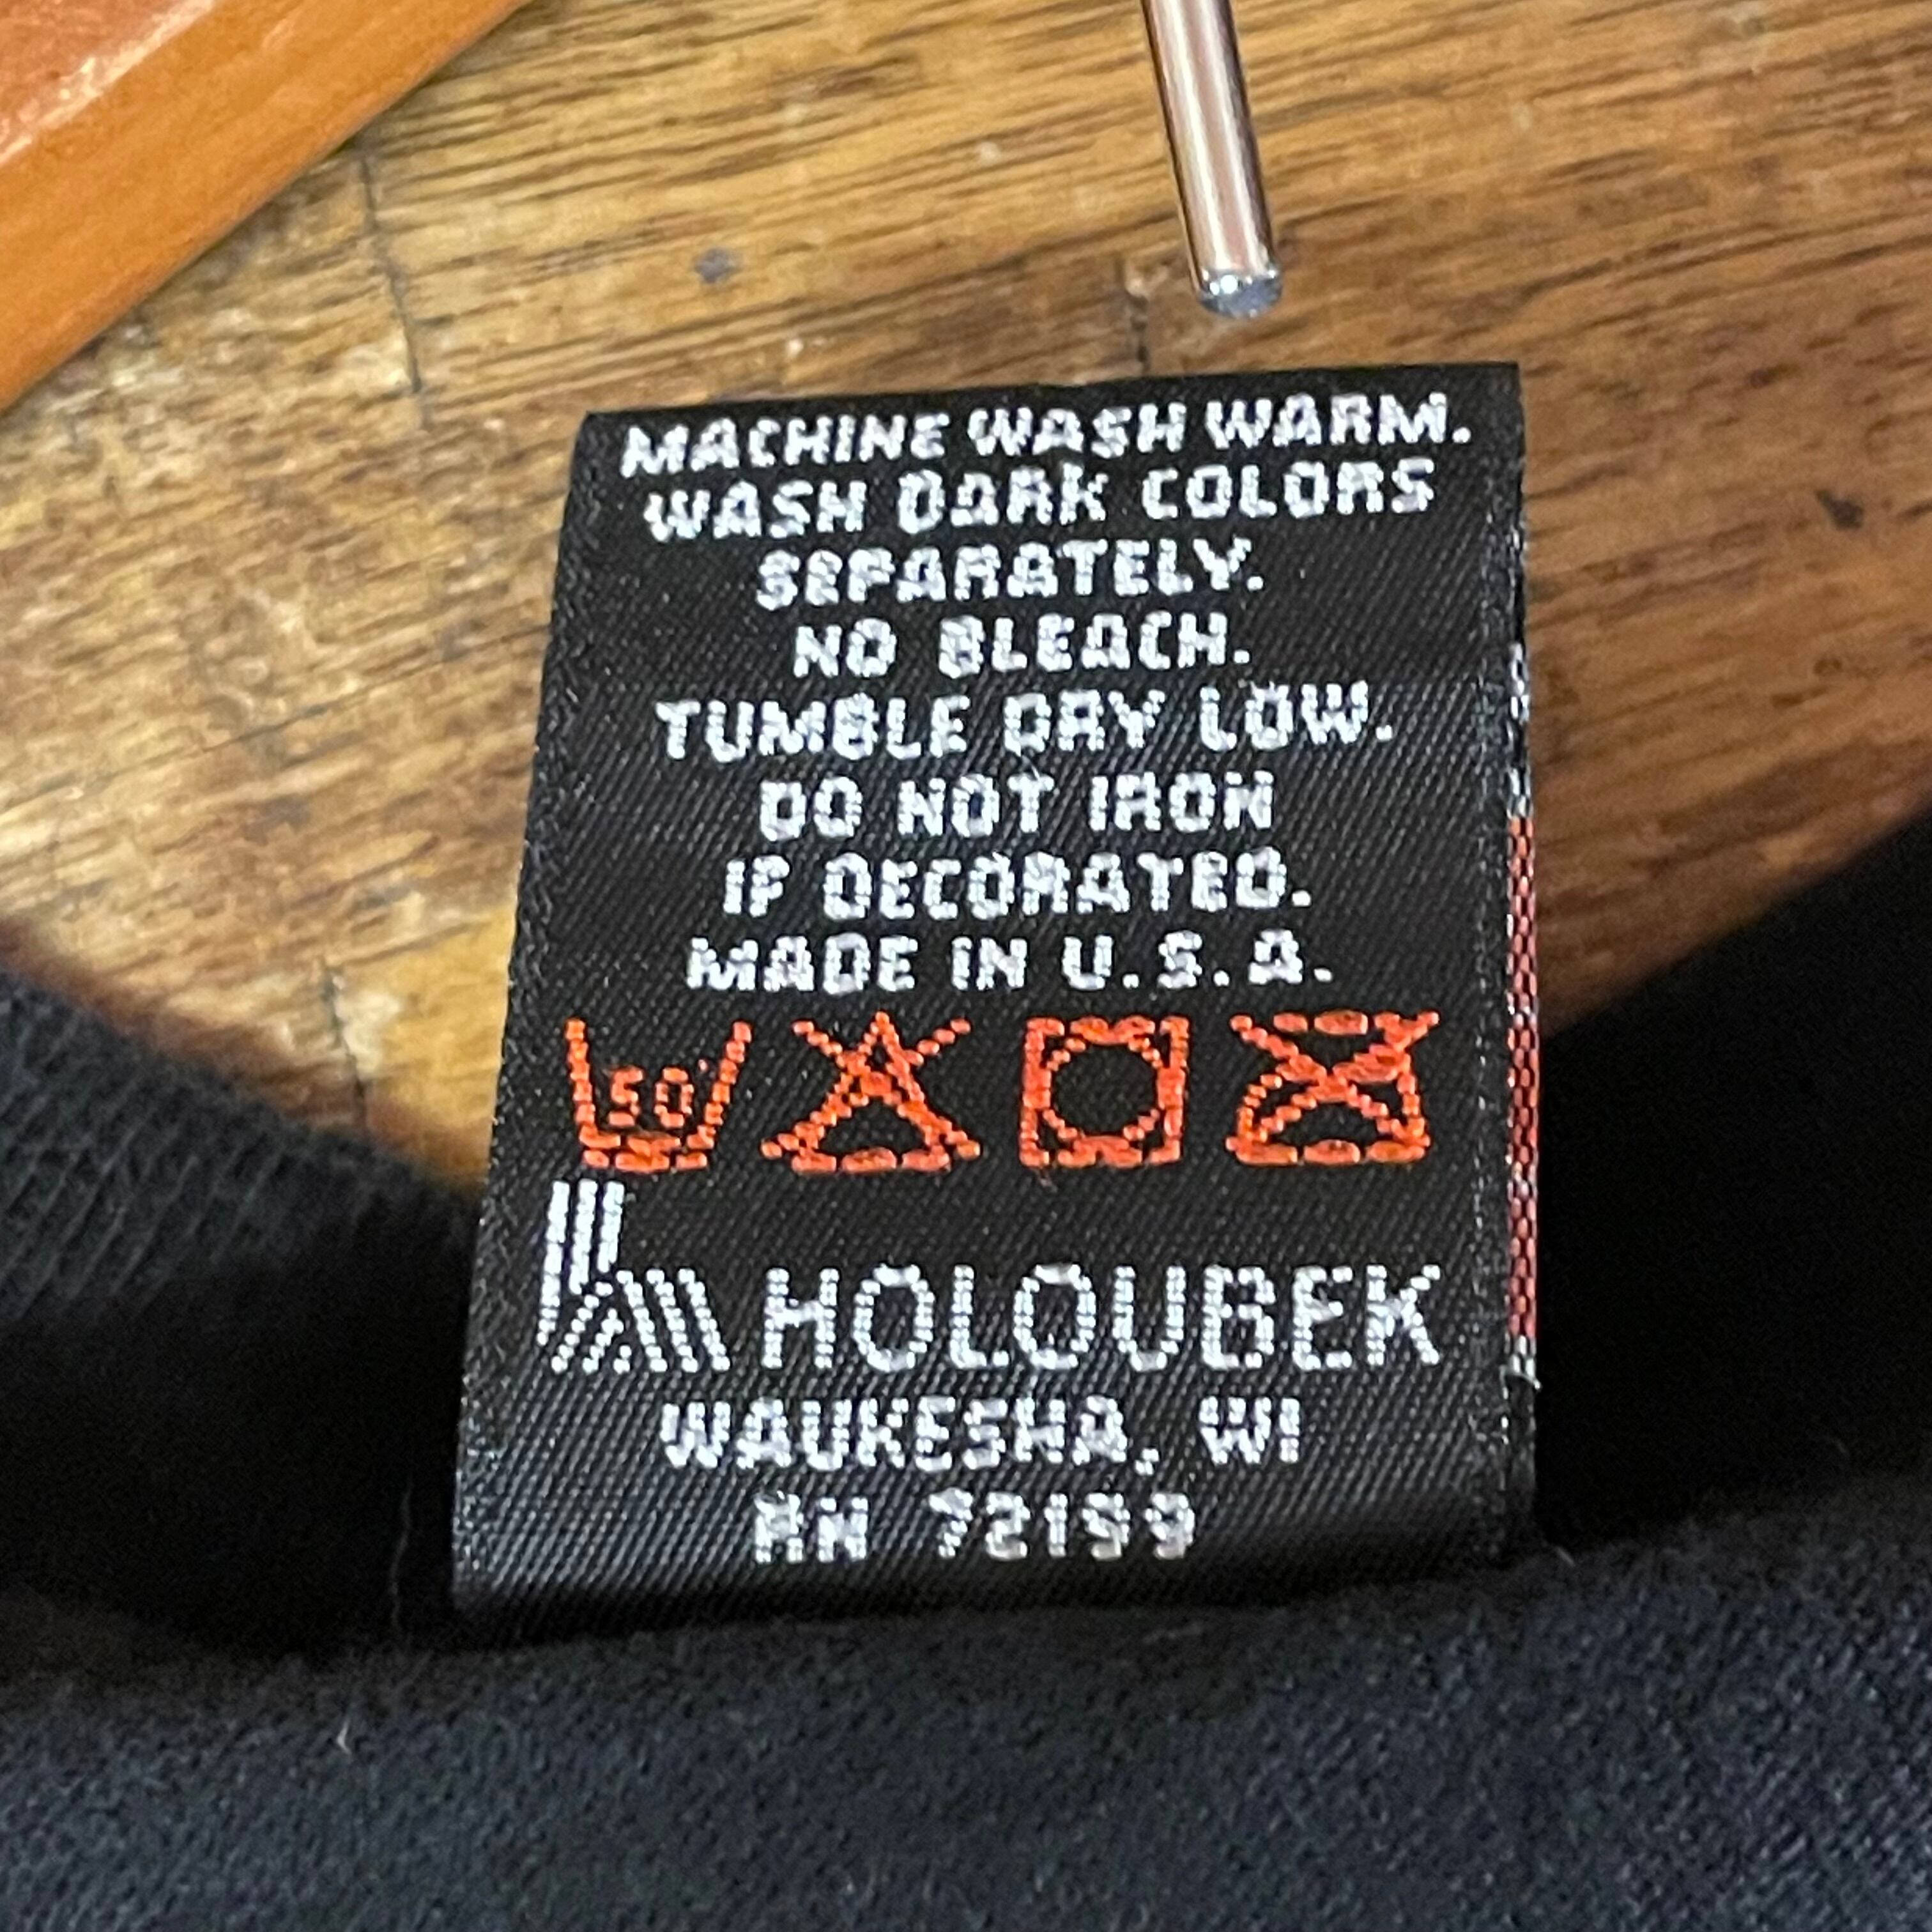 MACHINE WASH WARM.
WASH DARK COLORS
SEPARATELY.
NO BLEACH.
TUMBLE DRY LOW.
DO NOT IRON
IF DECORATED.
MADE IN U.S.A.
50°
HOLOUBEK
WAUKESHA, WI
RN 72199